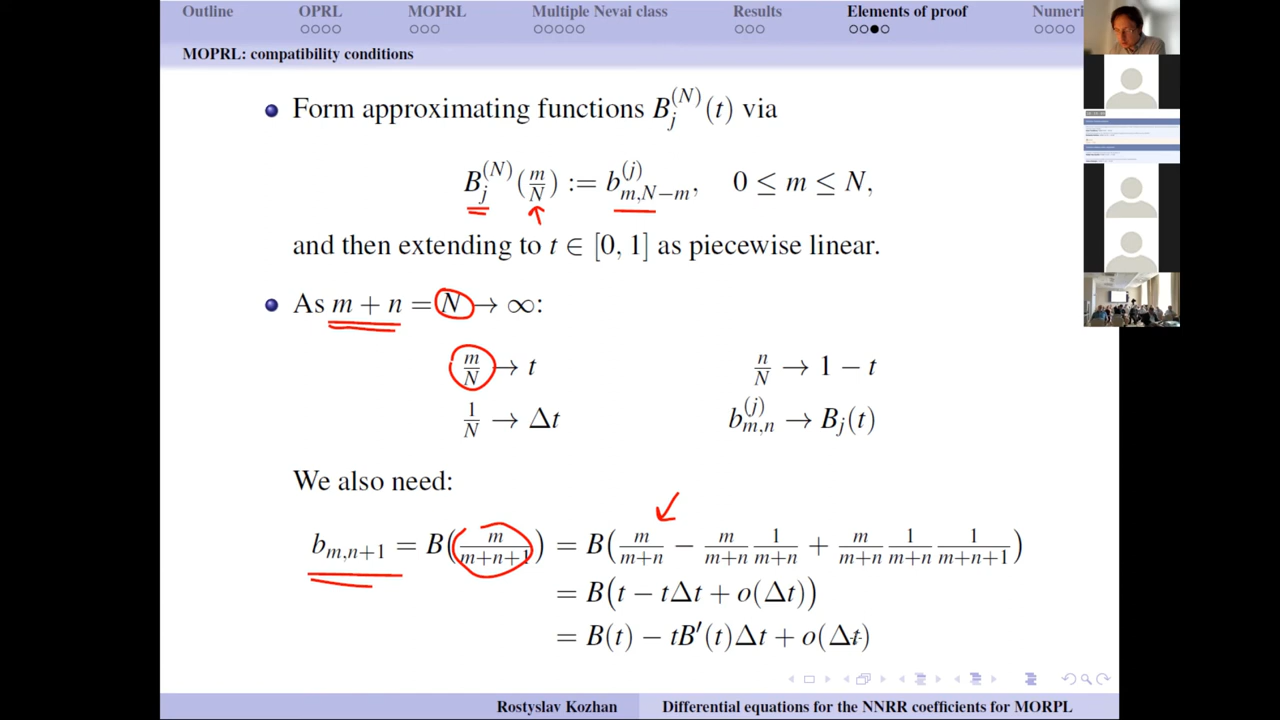 Outline OPRL MOPRL Multiple Nevai class Results Elements of proof Numeri
MOPRL: compatibility conditions
Form approximating functions B_j^{(N)}(t) via
B_j^{(N)}(m/N) := b_{m,N−m}^{(j)}, 0 ≤ m ≤ N,
and then extending to t ∈ [0, 1] as piecewise linear.
As m + n = N → ∞:
m/N → t n/N → 1 − t
1/N → Δt b_{m,n}^{(j)} → B_j(t)
We also need:
b_{m,n+1} = B(m/(m+n+1)) = B(m/(m+n) − m/(m+n) 1/(m+n) + m/(m+n) 1/(m+n) 1/(m+n+1))
= B(t − tΔt + o(Δt))
= B(t) − tB′(t)Δt + o(Δt)
Rostyslav Kozhan Differential equations for the NNRR coefficients for MORPL